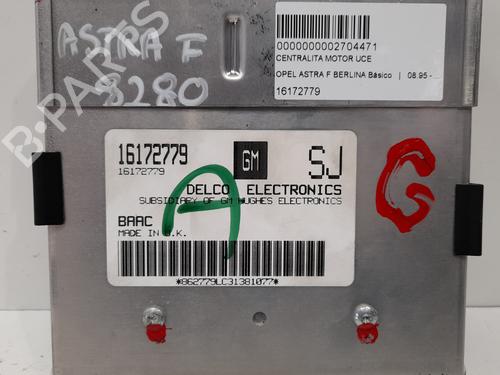 ASTRA F
8280
0000000002704471
CENTRALITA MOTOR UCE
OPEL ASTRA F BERLINA Básico | 08.95 -
16172779
B-PARTS
16172779
16172779
GM
SJ
DELCO ELECTRONICS
SUBSIDIARY OF GM HUGHES ELECTRONICS
BAAC
MADE IN U.K.
A
G
*862779LC31381077*